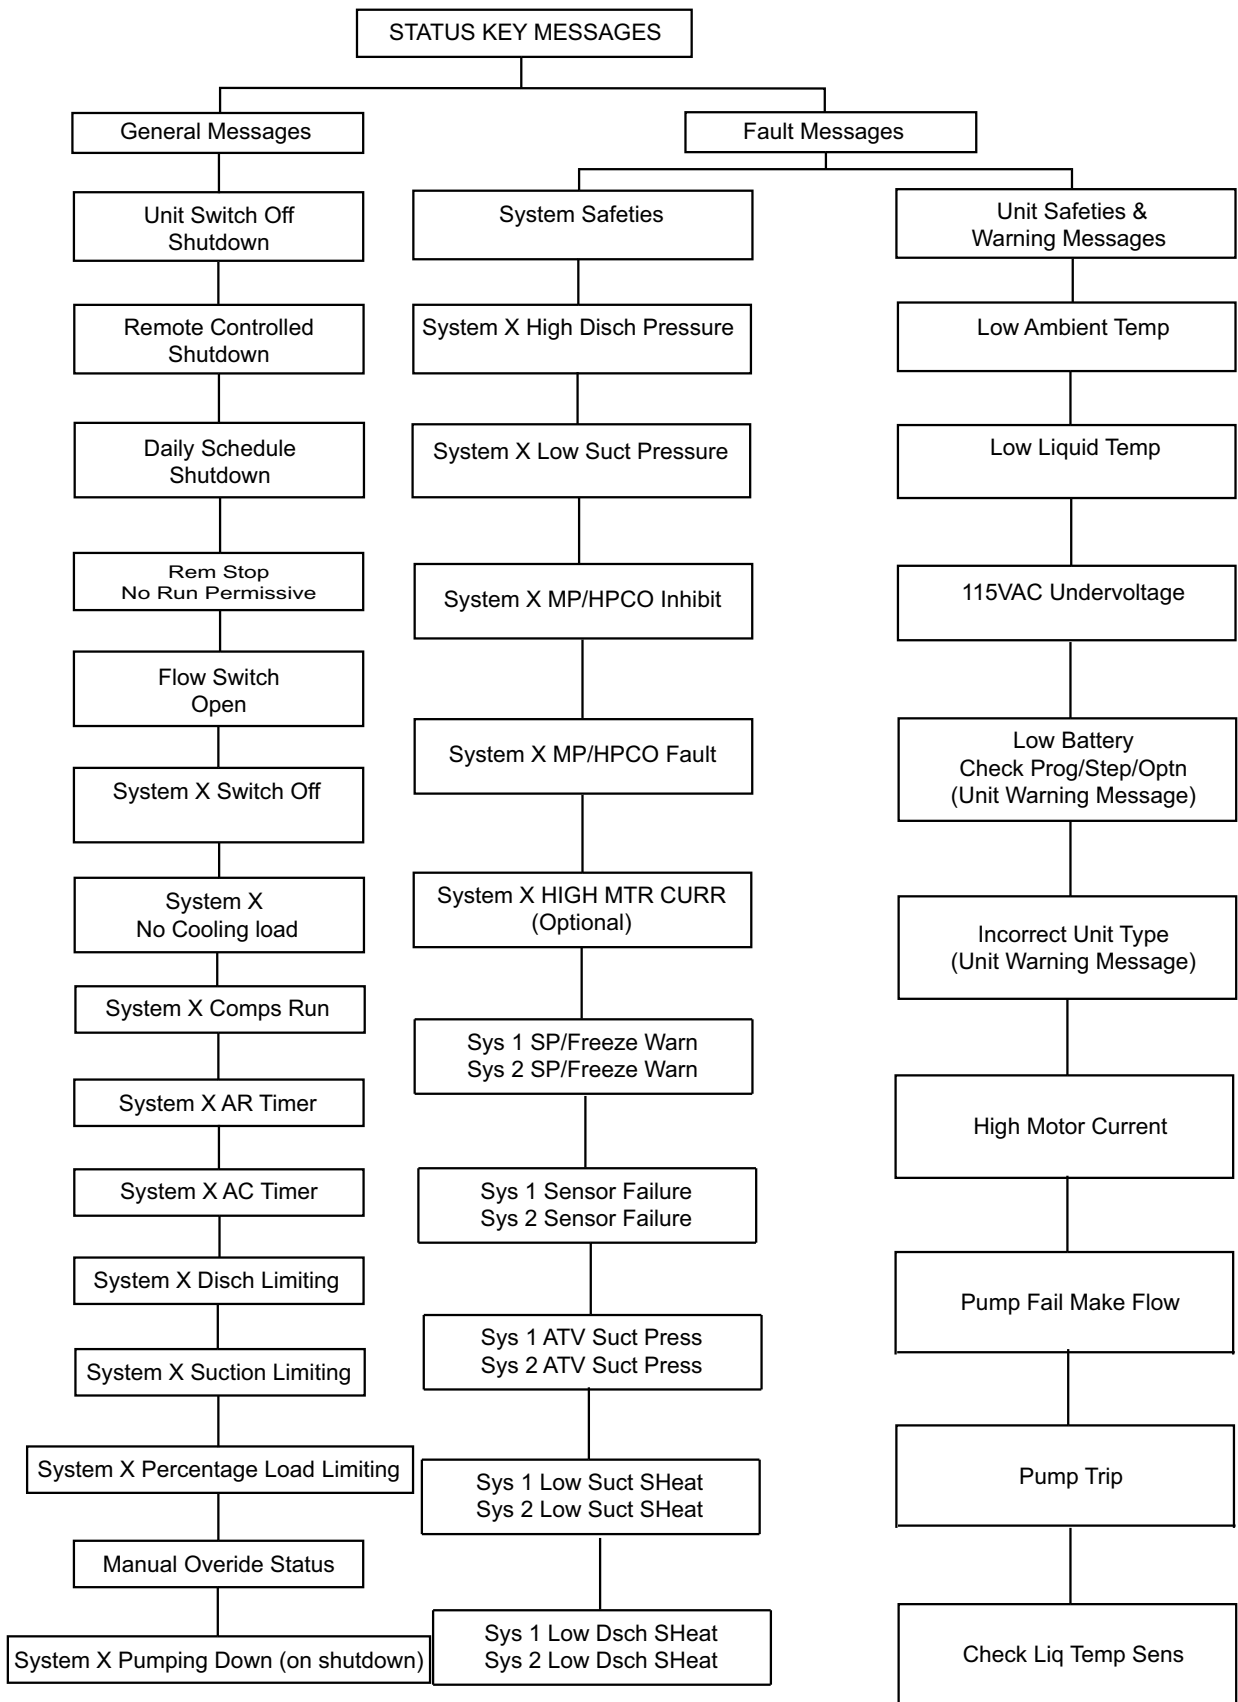 STATUS KEY MESSAGES
General Messages
Unit Switch Off
Shutdown
Remote Controlled
Shutdown
Daily Schedule
Shutdown
Rem Stop
No Run Permissive
Flow Switch
Open
System X Switch Off
System X
No Cooling load
System X Comps Run
System X AR Timer
System X AC Timer
System X Disch Limiting
System X Suction Limiting
System X Percentage Load Limiting
Manual Overide Status
System X Pumping Down (on shutdown)
Fault Messages
System Safeties
System X High Disch Pressure
System X Low Suct Pressure
System X MP/HPCO Inhibit
System X MP/HPCO Fault
System X HIGH MTR CURR
(Optional)
Sys 1 SP/Freeze Warn
Sys 2 SP/Freeze Warn
Sys 1 Sensor Failure
Sys 2 Sensor Failure
Sys 1 ATV Suct Press
Sys 2 ATV Suct Press
Sys 1 Low Suct SHeat
Sys 2 Low Suct SHeat
Sys 1 Low Dsch SHeat
Sys 2 Low Dsch SHeat
Unit Safeties &
Warning Messages
Low Ambient Temp
Low Liquid Temp
115VAC Undervoltage
Low Battery
Check Prog/Step/Optn
(Unit Warning Message)
Incorrect Unit Type
(Unit Warning Message)
High Motor Current
Pump Fail Make Flow
Pump Trip
Check Liq Temp Sens